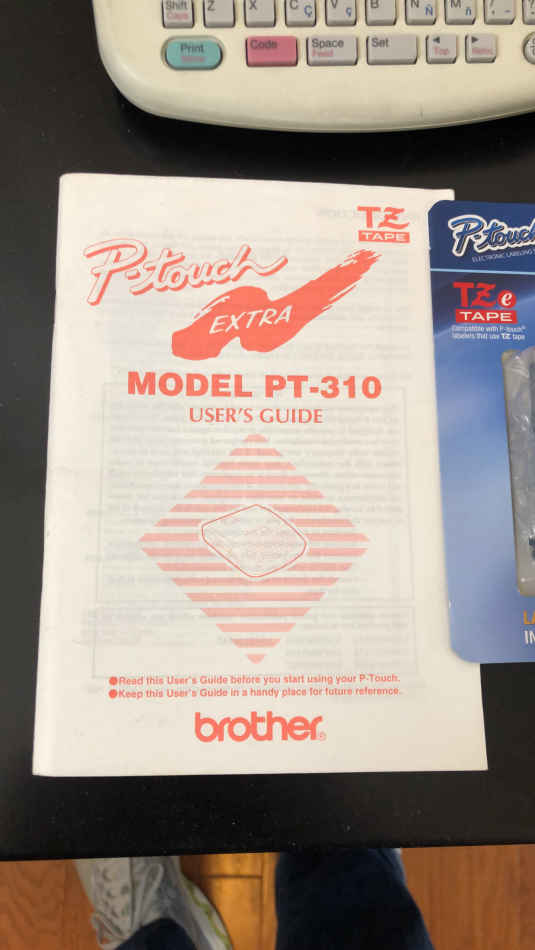 Shift Z X C Ç V Ç B N Ñ M Ñ
Caps
Print Code Space Set Top
Feed
TZ
TAPE
P-touch
EXTRA
MODEL PT-310
USER'S GUIDE
●Read this User's Guide before you start using your P-Touch.
●Keep this User's Guide in a handy place for future reference.
brother®
P-touch
ELECTRONIC LABELING
TZe
TAPE
Compatible with P-touch®
labelers that use TZ tape